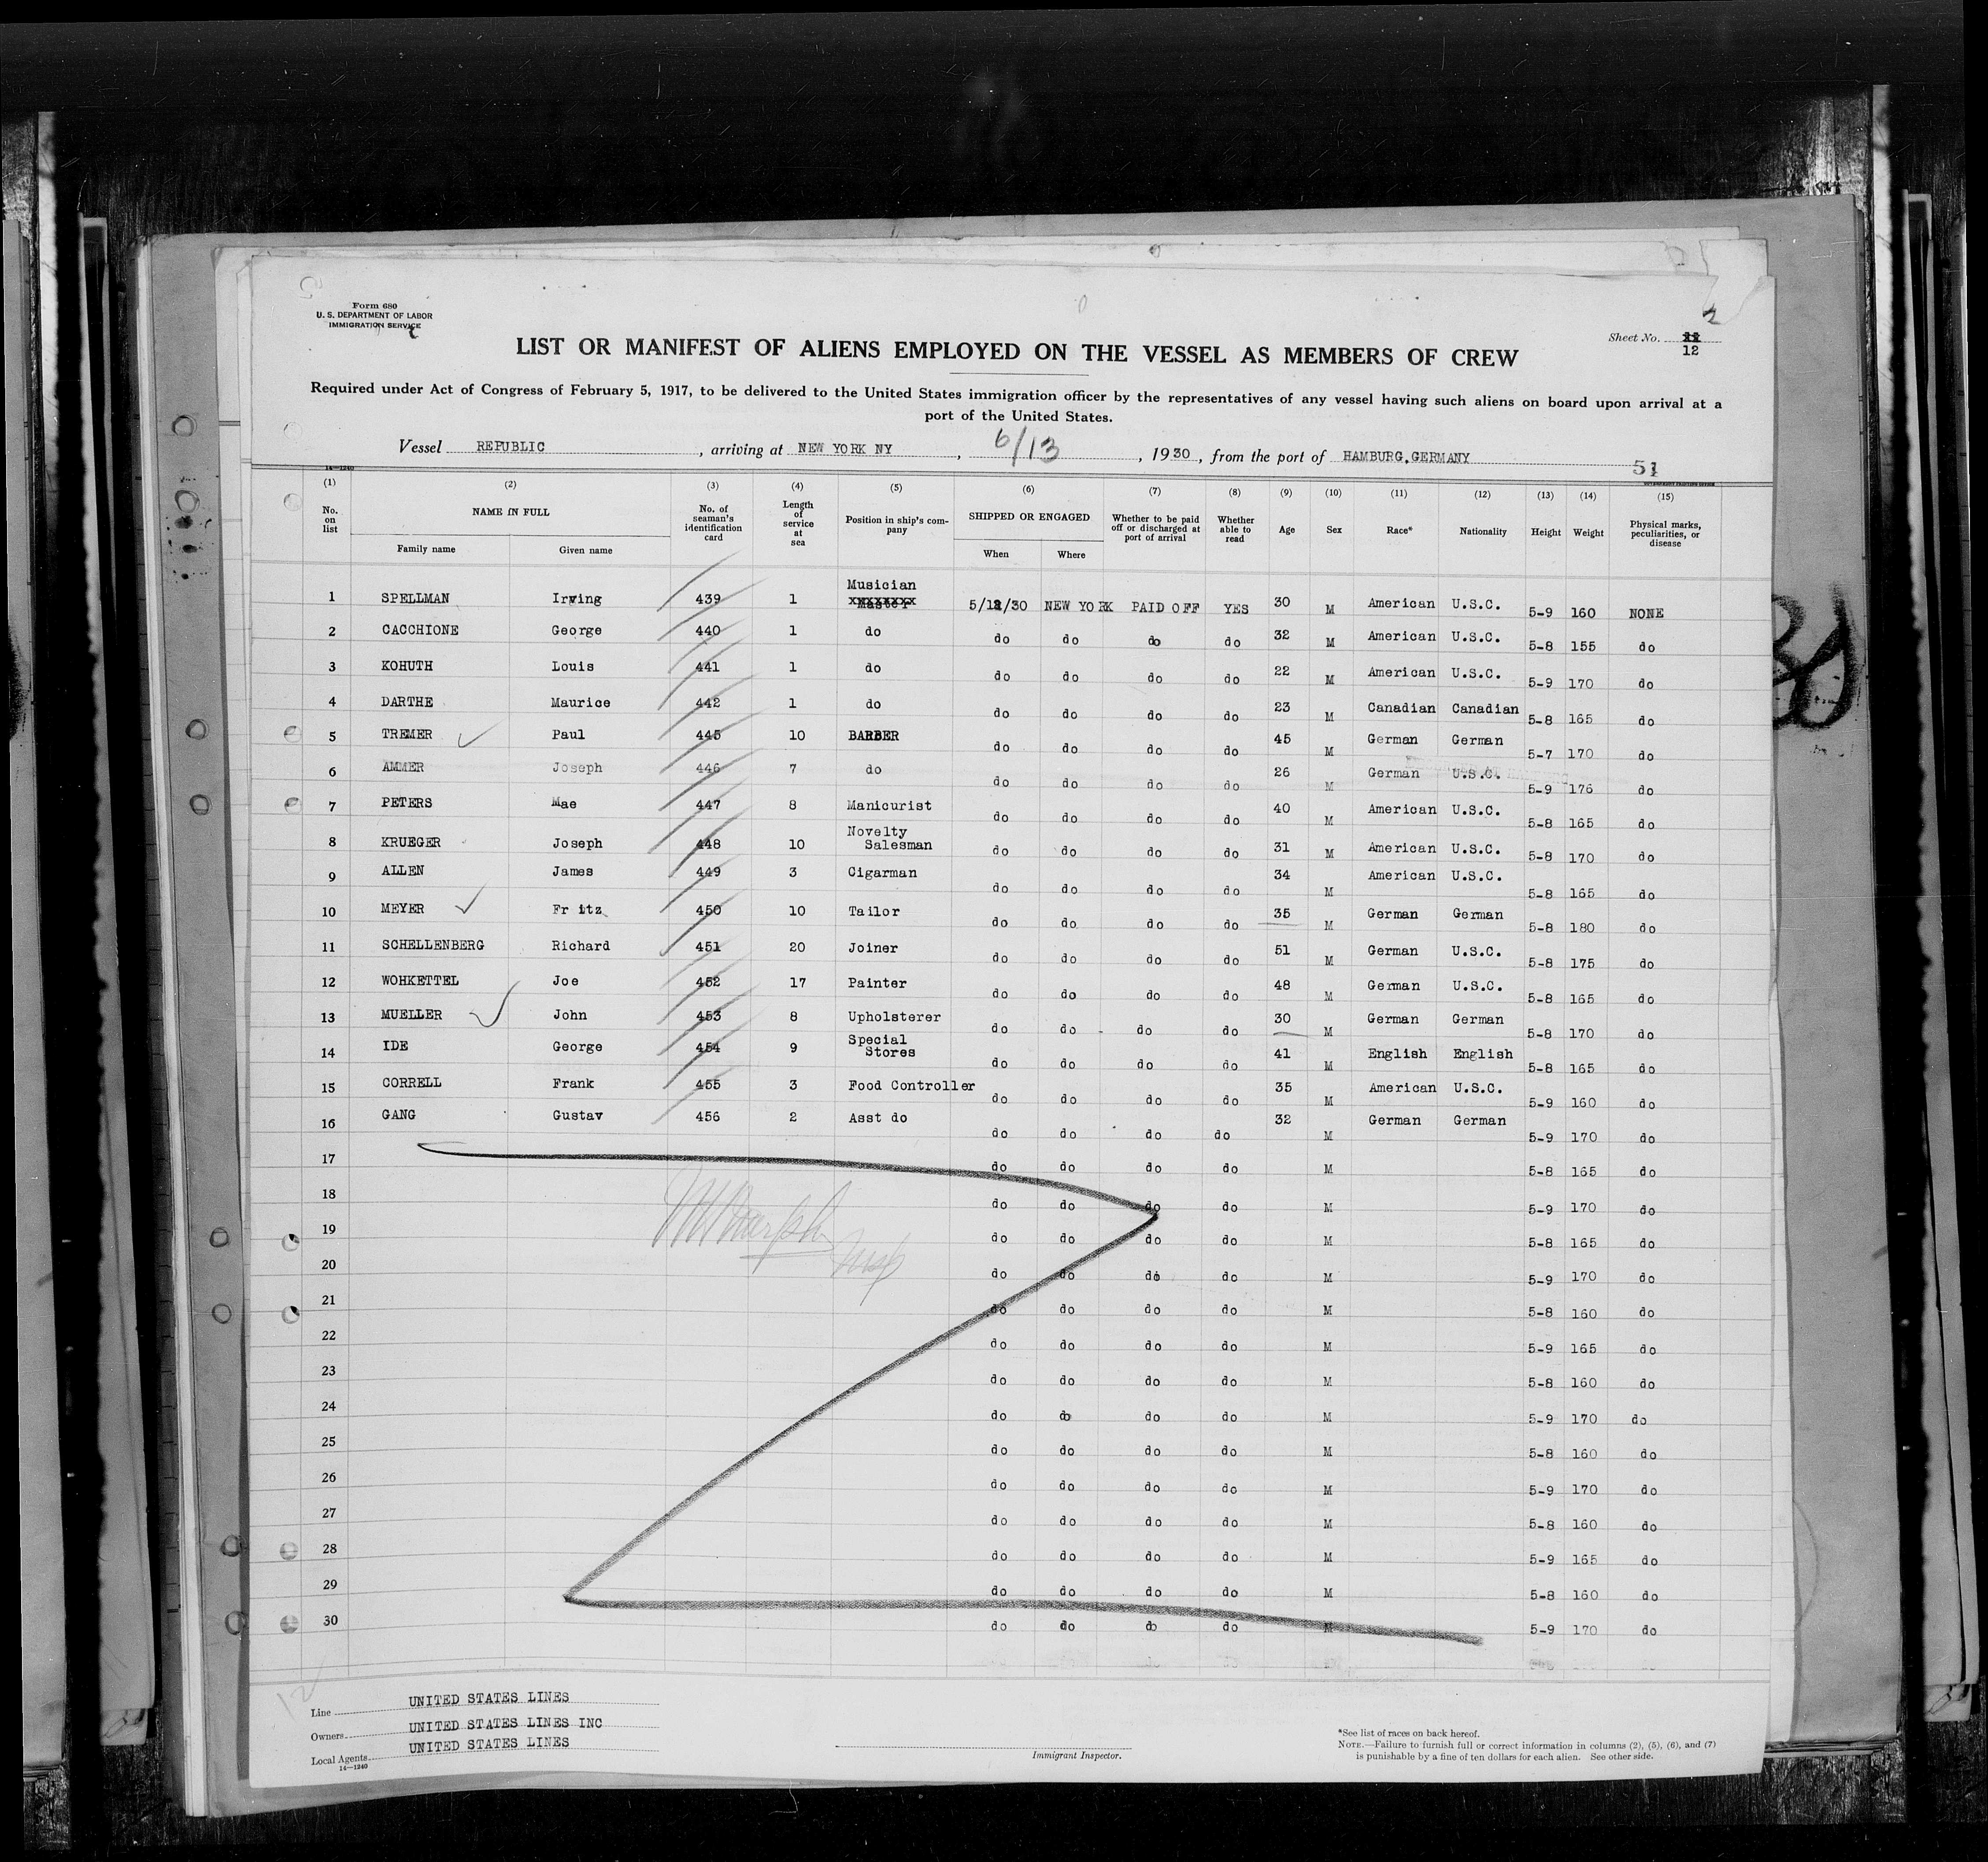 Form 680
U. S. DEPARTMENT OF LABOR
IMMIGRATION SERVICE
2
Sheet No. 12
LIST OR MANIFEST OF ALIENS EMPLOYED ON THE VESSEL AS MEMBERS OF CREW
Required under Act of Congress of February 5, 1917, to be delivered to the United States immigration officer by the representatives of any vessel having such aliens on board upon arrival at a
port of the United States.
Vessel REPUBLIC , arriving at NEW YORK NY , 6/13 , 1930 , from the port of HAMBURG,GERMANY
14—1240 51
(1) (2) (3) (4) (5) (6) (7) (8) (9) (10) (11) (12) (13) (14) (15)
No. on list NAME IN FULL Family name Given name No. of seaman's identification card Length of service at sea Position in ship's company SHIPPED OR ENGAGED When Where Whether to be paid off or discharged at port of arrival Whether able to read Age Sex Race* Nationality Height Weight Physical marks, peculiarities, or disease
1 SPELLMAN Irving 439 1 Musician 5/12/30 NEW YORK PAID OFF YES 30 M American U.S.C. 5-9 160 NONE
2 CACCHIONE George 440 1 do do do do do 32 M American U.S.C. 5-8 155 do
3 KOHUTH Louis 441 1 do do do do do 22 M American U.S.C. 5-9 170 do
4 DARTHE Maurice 442 1 do do do do do 23 M Canadian Canadian 5-8 165 do
5 TREMER Paul 445 10 BARBER do do do do 45 M German German 5-7 170 do
6 AMMER Joseph 446 7 do do do do do 26 M German U.S.C. 5-9 176 do
7 PETERS Mae 447 8 Manicurist do do do do 40 M American U.S.C. 5-8 165 do
8 KRUEGER Joseph 448 10 Novelty Salesman do do do do 31 M American U.S.C. 5-8 170 do
9 ALLEN James 449 3 Cigarman do do do do 34 M American U.S.C. 5-8 165 do
10 MEYER Fr itz 450 10 Tailor do do do do 35 M German German 5-8 180 do
11 SCHELLENBERG Richard 451 20 Joiner do do do do 51 M German U.S.C. 5-8 175 do
12 WOHKETTEL Joe 452 17 Painter do do do do 48 M German U.S.C. 5-8 165 do
13 MUELLER John 453 8 Upholsterer do do do do 30 M German German 5-8 170 do
14 IDE George 454 9 Special Stores do do do do 41 M English English 5-8 165 do
15 CORRELL Frank 455 3 Food Controller do do do do 35 M American U.S.C. 5-9 160 do
16 GANG Gustav 456 2 Asst do do do do do 32 M German German 5-9 170 do
17 do do do do M 5-8 165 do
18 do do do do M 5-9 170 do
19 do do do do M 5-8 165 do
20 do do do do M 5-9 170 do
21 do do do do M 5-8 160 do
22 do do do do M 5-9 165 do
23 do do do do M 5-8 160 do
24 do do do do M 5-9 170 do
25 do do do do M 5-8 160 do
26 do do do do M 5-9 170 do
27 do do do do M 5-8 160 do
28 do do do do M 5-9 165 do
29 do do do do M 5-8 160 do
30 do do do do M 5-9 170 do
Line UNITED STATES LINES
Owners UNITED STATES LINES INC
Local Agents UNITED STATES LINES
14—1240
Immigrant Inspector.
*See list of races on back hereof.
NOTE.—Failure to furnish full or correct information in columns (2), (5), (6), and (7)
is punishable by a fine of ten dollars for each alien. See other side.